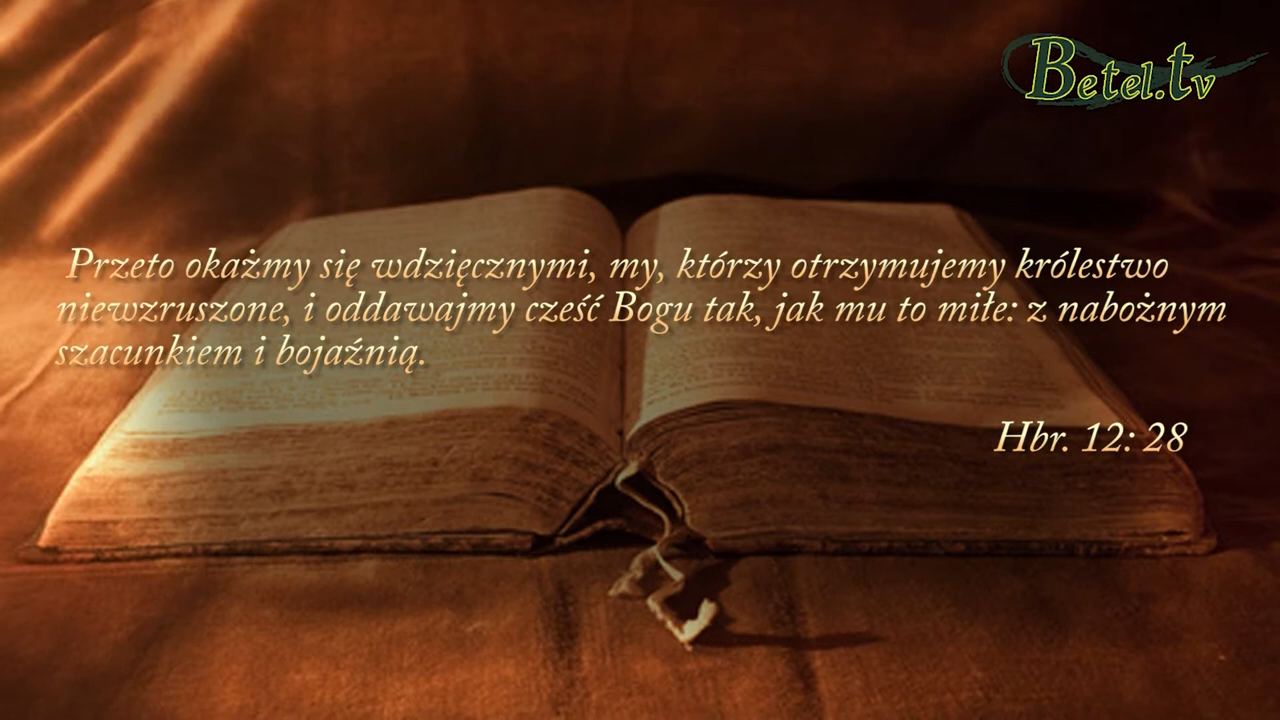 Betel.tv
Przeto okażmy się wdzięcznymi, my, którzy otrzymujemy królestwo
niewzruszone, i oddawajmy cześć Bogu tak, jak mu to miłe: z nabożnym
szacunkiem i bojaźnią.
Hbr. 12: 28